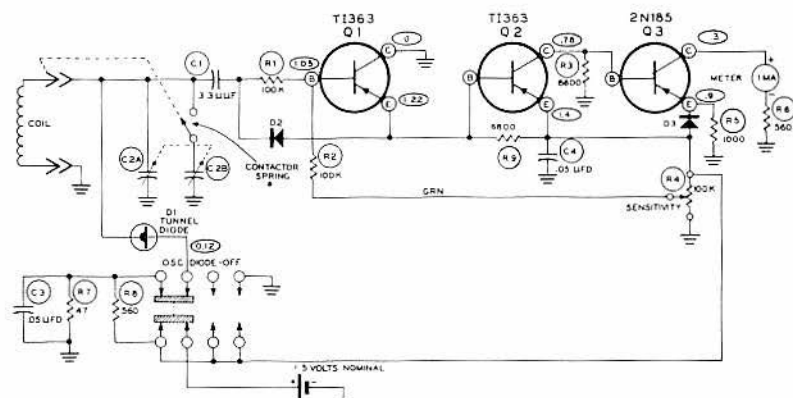 TI363
Q1
TI363
Q2
2N185
Q3
C
0
C1
3.3 UUF
R1
100K
1.05
B
E
1.22
C
.78
R3
6800
B
E
1.4
C
.3
B
E
.9
METER
+
1 MA
-
R6
560
COIL
D2
6800
R9
C4
.05 UFD
D3
R5
1000
C2A
C2B
CONTACTOR
SPRING
R2
100K
GRN
R4
100K
SENSITIVITY
D1
TUNNEL
DIODE
0.12
OSC DIODE-OFF
C3
.05 UFD
R7
47
R8
560
1.5 VOLTS NOMINAL
+
-